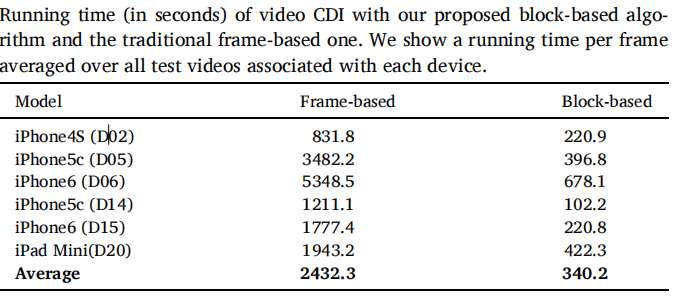 Running time (in seconds) of video CDI with our proposed block-based algo-
rithm and the traditional frame-based one. We show a running time per frame
averaged over all test videos associated with each device.
Model Frame-based Block-based
iPhone4S (D02) 831.8 220.9
iPhone5c (D05) 3482.2 396.8
iPhone6 (D06) 5348.5 678.1
iPhone5c (D14) 1211.1 102.2
iPhone6 (D15) 1777.4 220.8
iPad Mini(D20) 1943.2 422.3
Average 2432.3 340.2